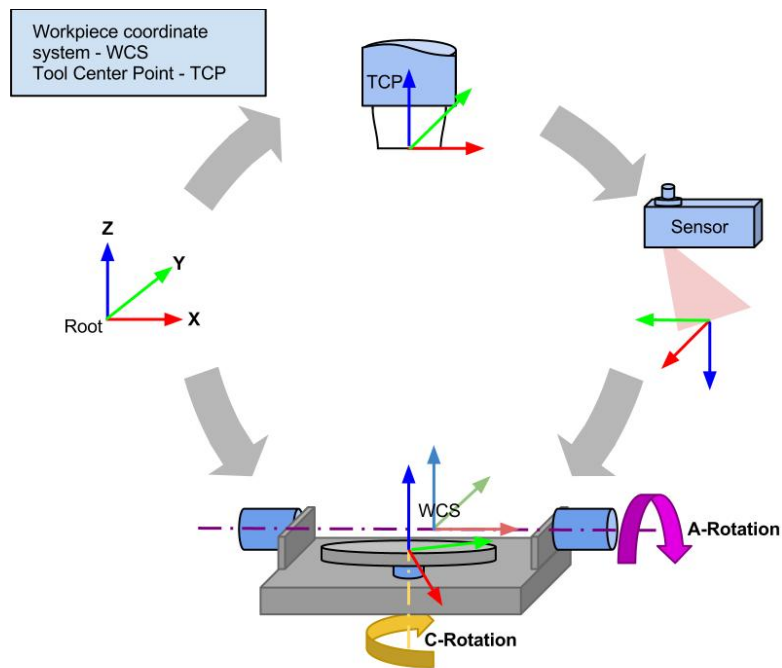 Workpiece coordinate
system - WCS
Tool Center Point - TCP
TCP
Sensor
Z
Y
X
Root
WCS
A-Rotation
C-Rotation